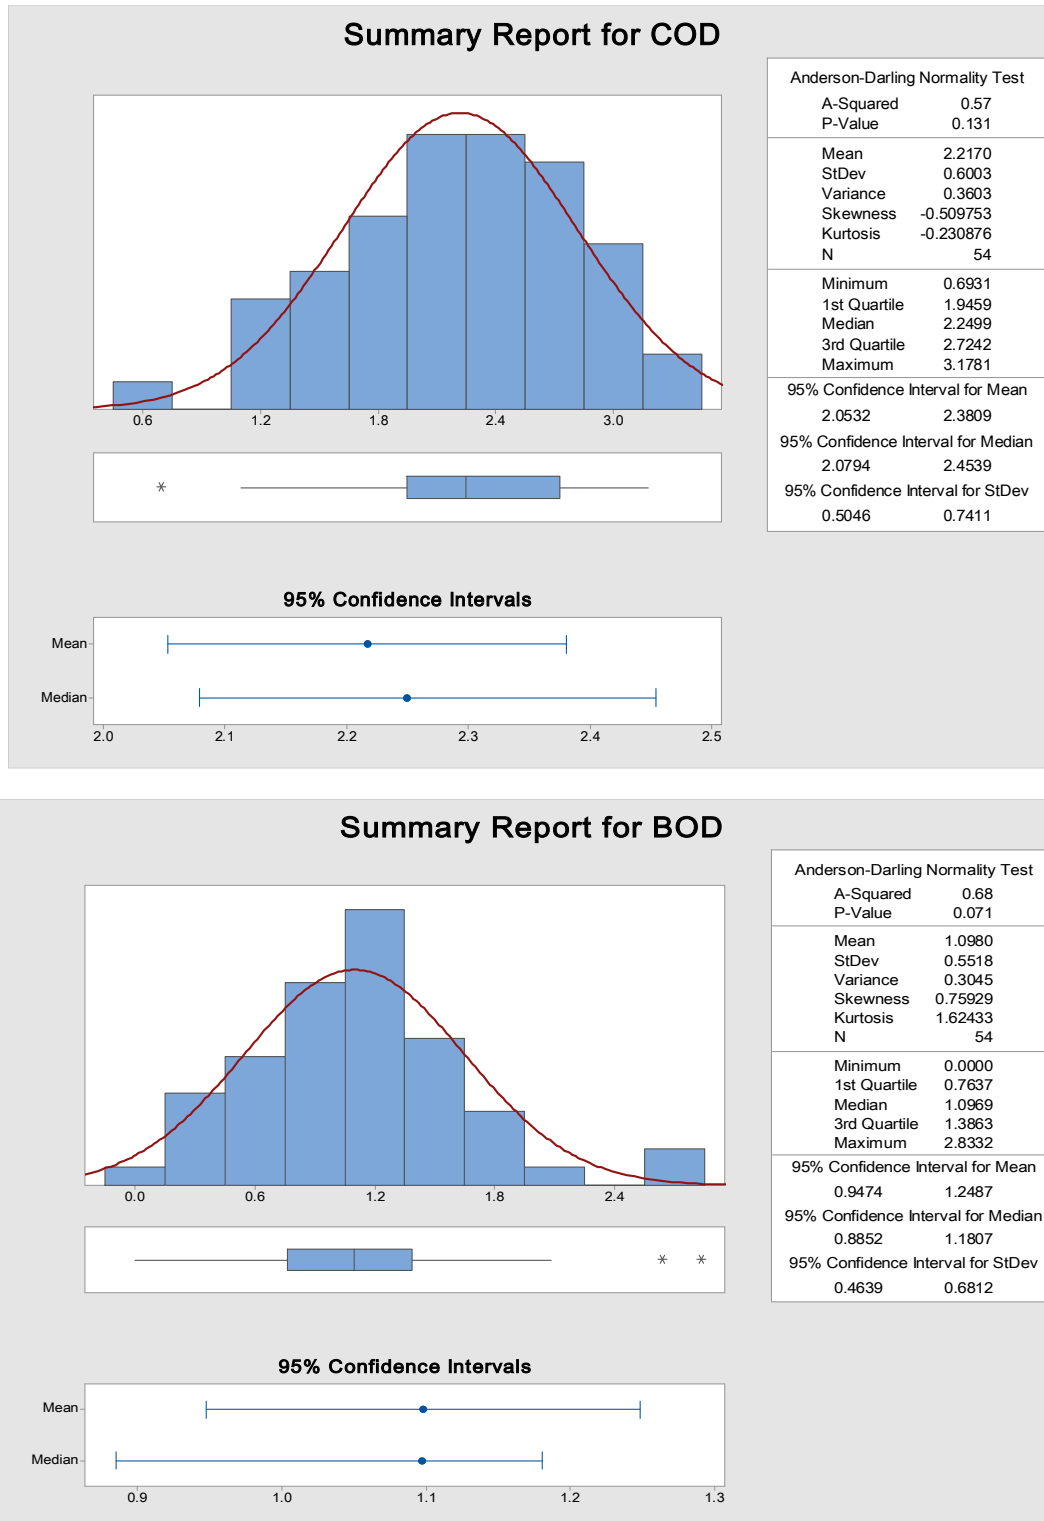 Summary Report for COD
Anderson-Darling Normality Test
A-Squared 0.57
P-Value 0.131
Mean 2.2170
StDev 0.6003
Variance 0.3603
Skewness -0.509753
Kurtosis -0.230876
N 54
Minimum 0.6931
1st Quartile 1.9459
Median 2.2499
3rd Quartile 2.7242
Maximum 3.1781
95% Confidence Interval for Mean
2.0532 2.3809
95% Confidence Interval for Median
2.0794 2.4539
95% Confidence Interval for StDev
0.5046 0.7411
0.6 1.2 1.8 2.4 3.0
*
95% Confidence Intervals
Mean
Median
2.0 2.1 2.2 2.3 2.4 2.5
Summary Report for BOD
Anderson-Darling Normality Test
A-Squared 0.68
P-Value 0.071
Mean 1.0980
StDev 0.5518
Variance 0.3045
Skewness 0.75929
Kurtosis 1.62433
N 54
Minimum 0.0000
1st Quartile 0.7637
Median 1.0969
3rd Quartile 1.3863
Maximum 2.8332
95% Confidence Interval for Mean
0.9474 1.2487
95% Confidence Interval for Median
0.8852 1.1807
95% Confidence Interval for StDev
0.4639 0.6812
0.0 0.6 1.2 1.8 2.4
* *
95% Confidence Intervals
Mean
Median
0.9 1.0 1.1 1.2 1.3